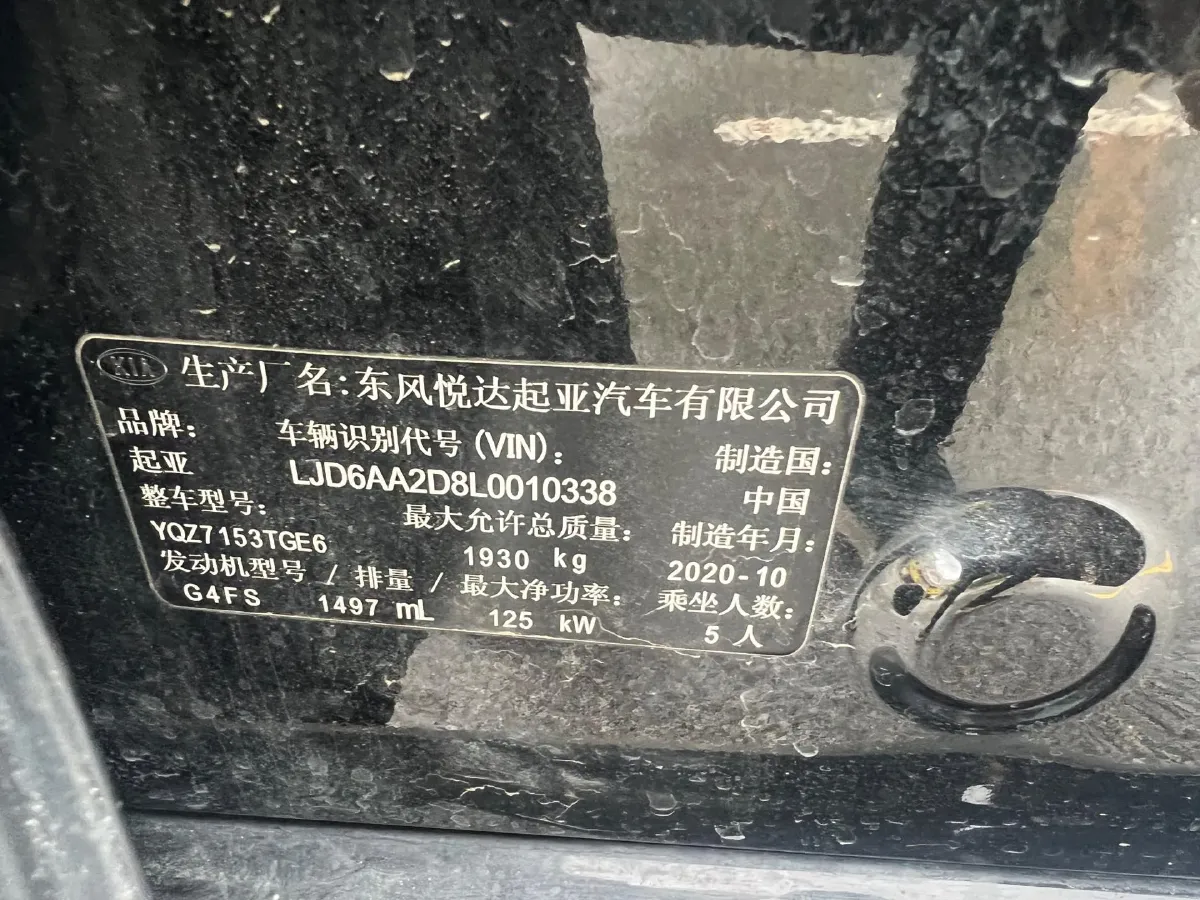 KIA 生产厂名:东风悦达起亚汽车有限公司
品牌: 车辆识别代号(VIN): 制造国:
起亚 LJD6AA2D8L0010338 中国
整车型号: 最大允许总质量: 制造年月:
YQZ7153TGE6 1930 kg 2020-10
发动机型号 / 排量 / 最大净功率: 乘坐人数:
G4FS 1497 mL 125 kW 5 人